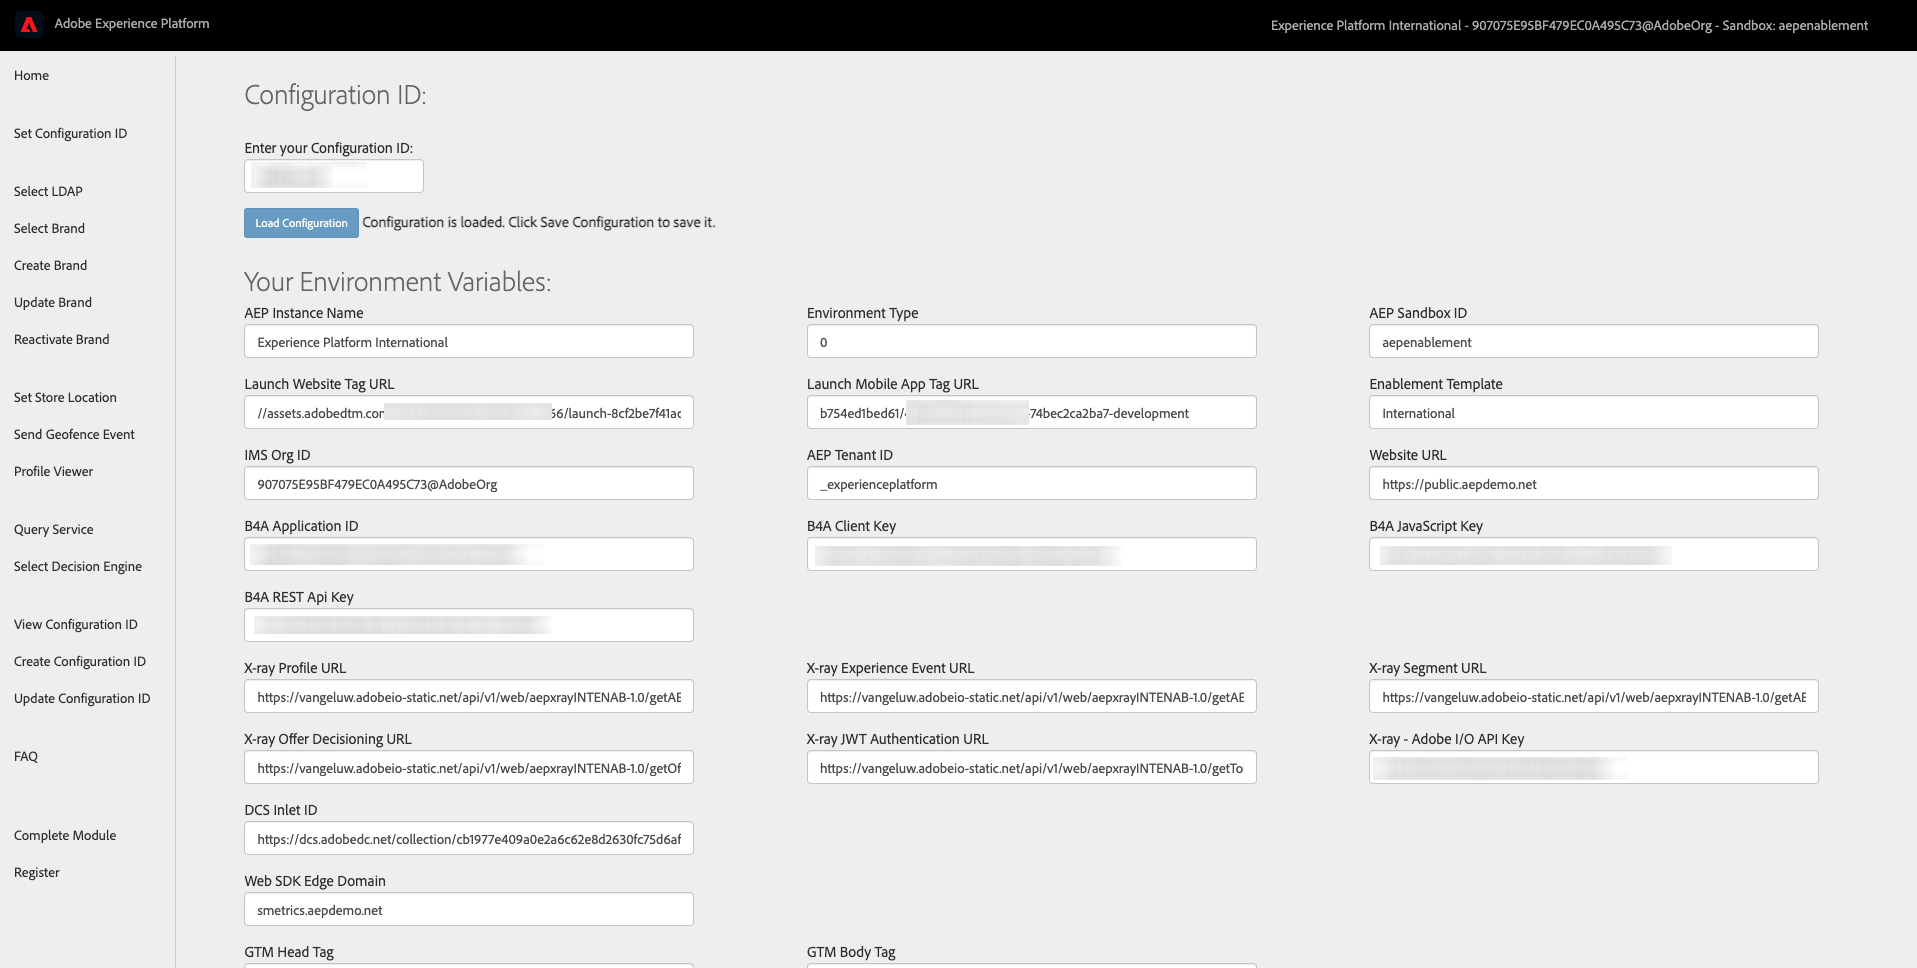 Adobe Experience Platform
Experience Platform International - 907075E95BF479EC0A495C73@AdobeOrg - Sandbox: aepenablement
Home
Set Configuration ID
Select LDAP
Select Brand
Create Brand
Update Brand
Reactivate Brand
Set Store Location
Send Geofence Event
Profile Viewer
Query Service
Select Decision Engine
View Configuration ID
Create Configuration ID
Update Configuration ID
FAQ
Complete Module
Register
Configuration ID:
Enter your Configuration ID:
Load Configuration Configuration is loaded. Click Save Configuration to save it.
Your Environment Variables:
AEP Instance Name Environment Type AEP Sandbox ID
Experience Platform International 0 aepenablement
Launch Website Tag URL Launch Mobile App Tag URL Enablement Template
//assets.adobedtm.com 66/launch-8cf2be7f41ac b754ed1bed61/ 74bec2ca2ba7-development International
IMS Org ID AEP Tenant ID Website URL
907075E95BF479EC0A495C73@AdobeOrg _experienceplatform https://public.aepdemo.net
B4A Application ID B4A Client Key B4A JavaScript Key
B4A REST Api Key
X-ray Profile URL X-ray Experience Event URL X-ray Segment URL
https://vangeluw.adobeio-static.net/api/v1/web/aepxrayINTENAB-1.0/getAE https://vangeluw.adobeio-static.net/api/v1/web/aepxrayINTENAB-1.0/getAE https://vangeluw.adobeio-static.net/api/v1/web/aepxrayINTENAB-1.0/getAE
X-ray Offer Decisioning URL X-ray JWT Authentication URL X-ray - Adobe I/O API Key
https://vangeluw.adobeio-static.net/api/v1/web/aepxrayINTENAB-1.0/getOf https://vangeluw.adobeio-static.net/api/v1/web/aepxrayINTENAB-1.0/getTo
DCS Inlet ID
https://dcs.adobedc.net/collection/cb1977e409a0e2a6c62e8d2630fc75d6af
Web SDK Edge Domain
smetrics.aepdemo.net
GTM Head Tag GTM Body Tag